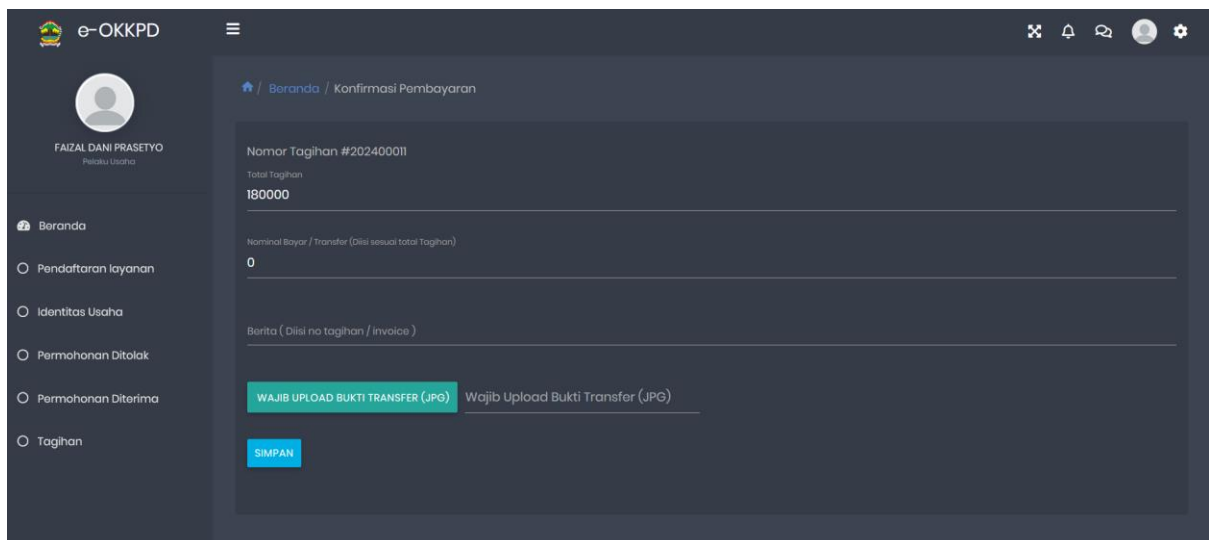 e-OKKPD
FAIZAL DANI PRASETYO
Pelaku Usaha
Beranda
Pendaftaran layanan
Identitas Usaha
Permohonan Ditolak
Permohonan Diterima
Tagihan
/ Beranda / Konfirmasi Pembayaran
Nomor Tagihan #202400011
Total Tagihan
180000
Nominal Bayar / Transfer (Diisi sesuai total Tagihan)
0
Berita ( Diisi no tagihan / invoice )
WAJIB UPLOAD BUKTI TRANSFER (JPG) Wajib Upload Bukti Transfer (JPG)
SIMPAN